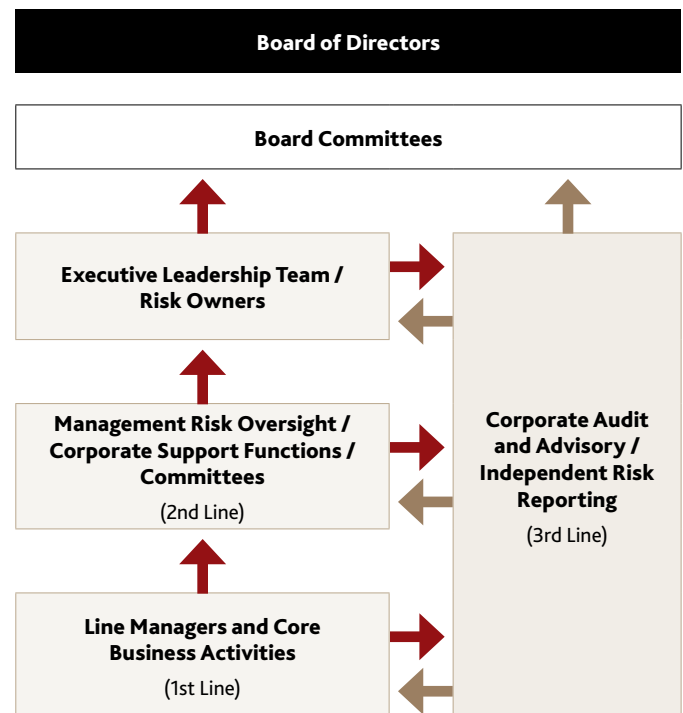 Board of Directors
Board Committees
Executive Leadership Team /
Risk Owners
Management Risk Oversight /
Corporate Support Functions /
Committees
(2nd Line)
Line Managers and Core
Business Activities
(1st Line)
Corporate Audit
and Advisory /
Independent Risk
Reporting
(3rd Line)